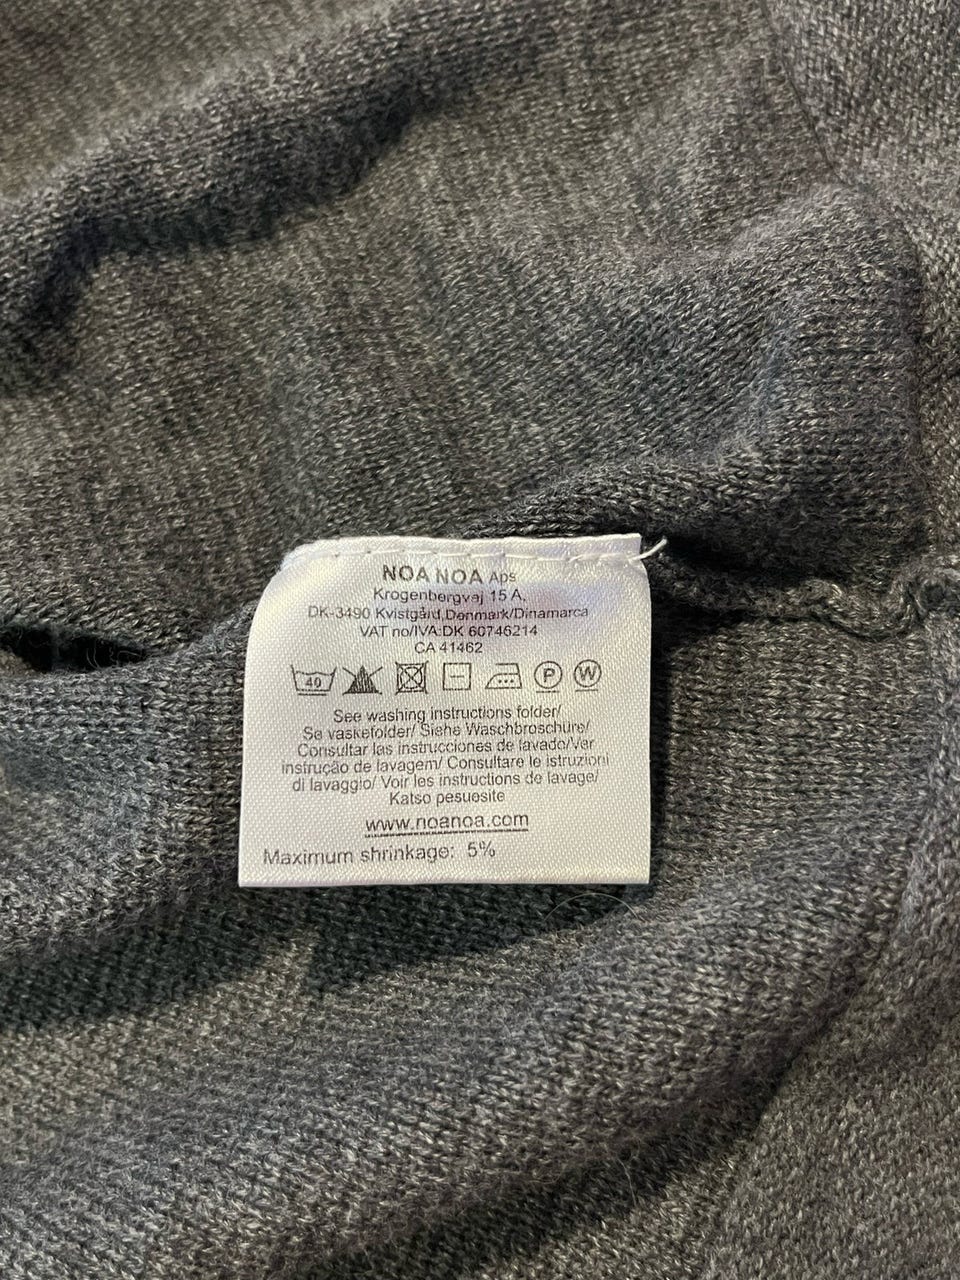 NOA NOA Aps
Krogenbergvej 15 A,
DK-3490 Kvistgård,Denmark/Dinamarca
VAT no/IVA:DK 60746214
CA 41462
40 P W
See washing instructions folder/
Se vaskefolder/ Siehe Waschbroschüre/
Consultar las instrucciones de lavado/Ver
instrução de lavagem/ Consultare le istruzioni
di lavaggio/ Voir les instructions de lavage/
Katso pesuesite
www.noanoa.com
Maximum shrinkage: 5%